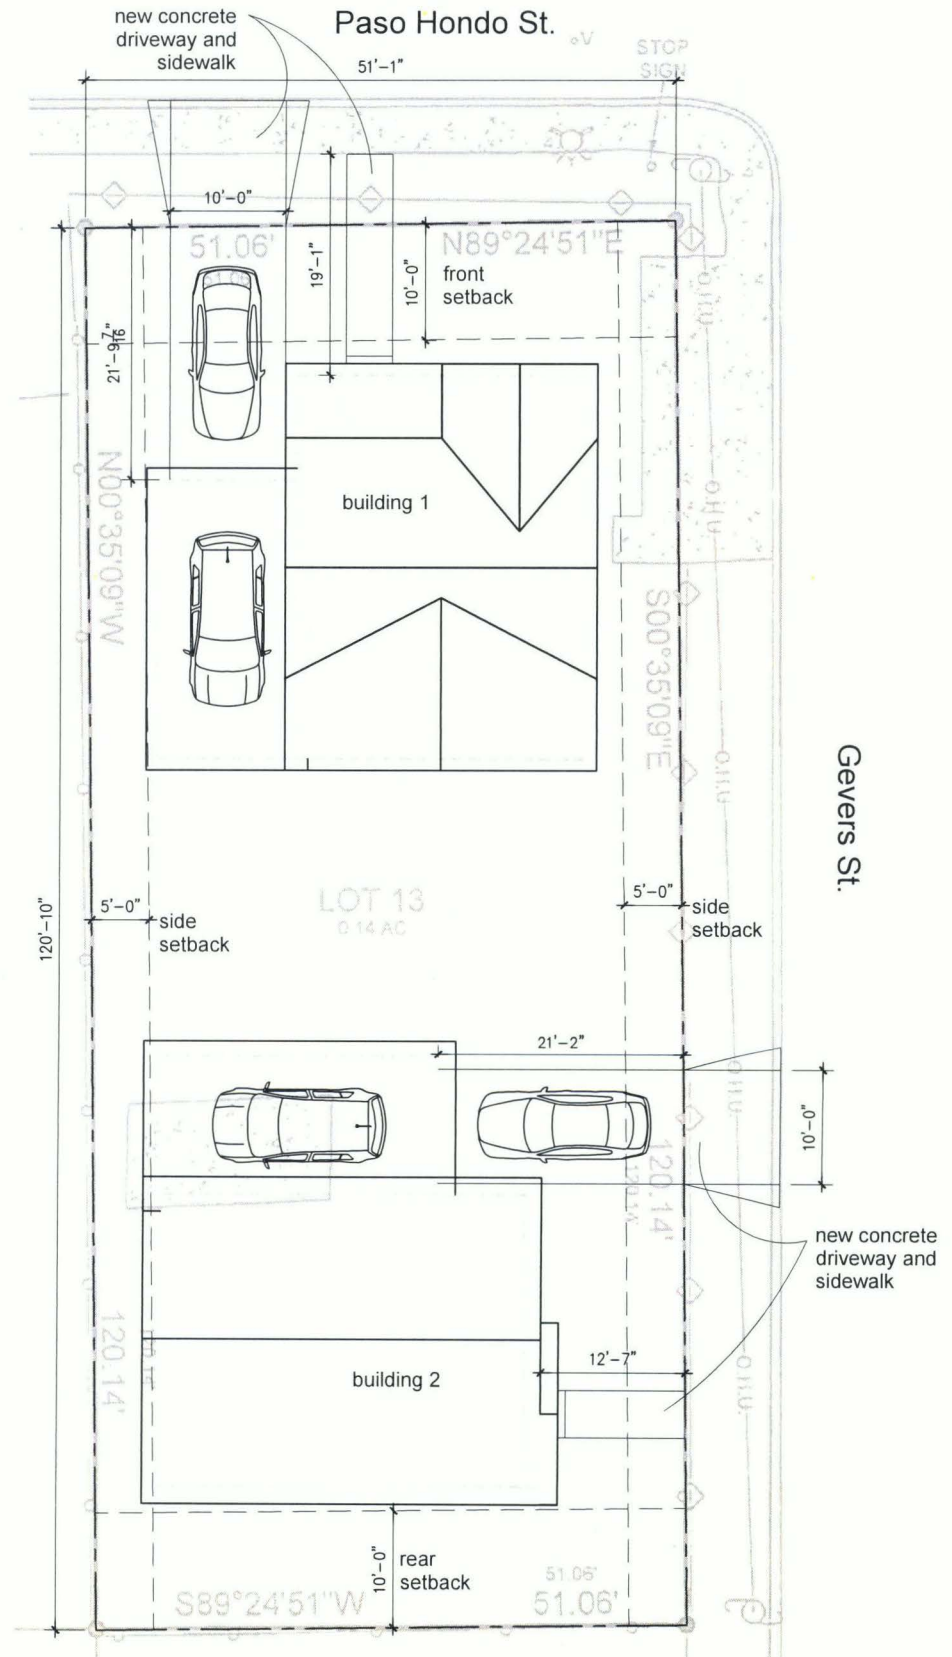 new concrete
driveway and
sidewalk
Paso Hondo St.
STOP
SIGN
51'-1"
10'-0"
51.06'
N89°24'51"E
19'-1"
10'-0"
front
setback
21'-9 7/16"
N00°35'09"W
building 1
S00°35'09"E
O.H.U.
O.H.U.
O.H.U.
Gevers St.
120'-10"
LOT 13
0.14 AC
5'-0"
side
setback
5'-0"
side
setback
21'-2"
O.H.U.
10'-0"
120.14'
new concrete
driveway and
sidewalk
120.14'
O.H.U.
12'-7"
building 2
10'-0"
rear
setback
S89°24'51"W
51.06'
51.06'